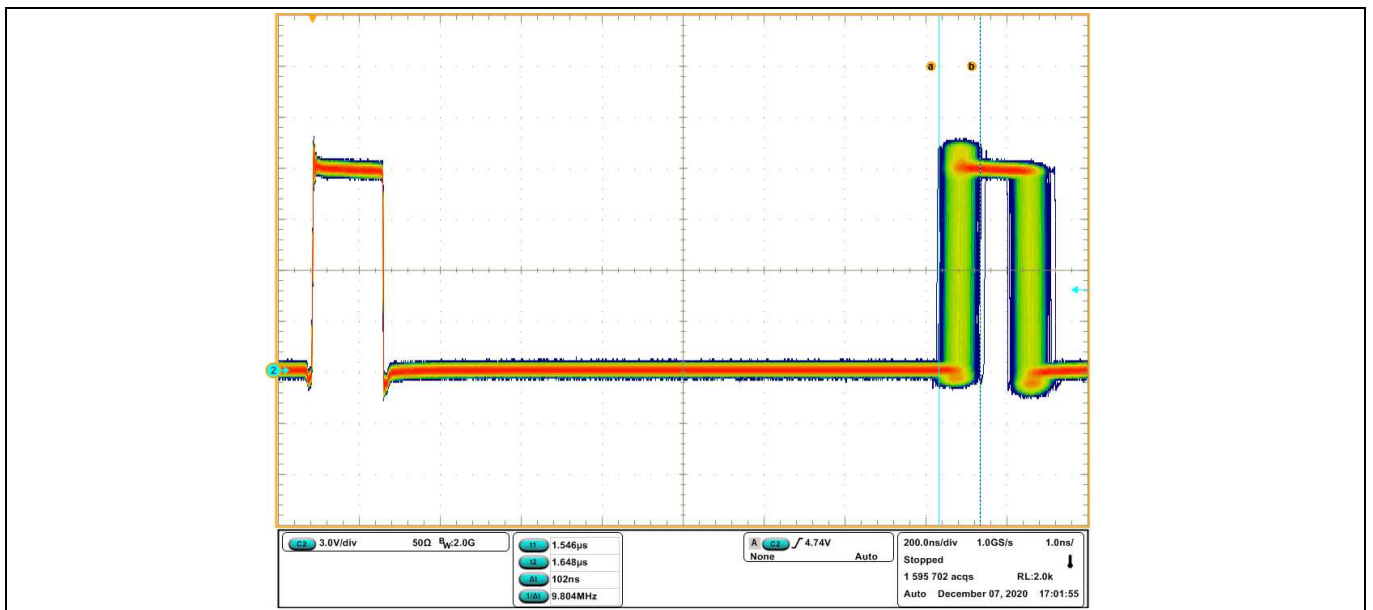 a b
2
C2 3.0V/div 50Ω BW:2.0G
t1 1.546µs
t2 1.648µs
Δt 102ns
1/Δt 9.804MHz
A C2 4.74V
None Auto
200.0ns/div 1.0GS/s 1.0ns/
Stopped
1 595 702 acqs RL:2.0k
Auto December 07, 2020 17:01:55